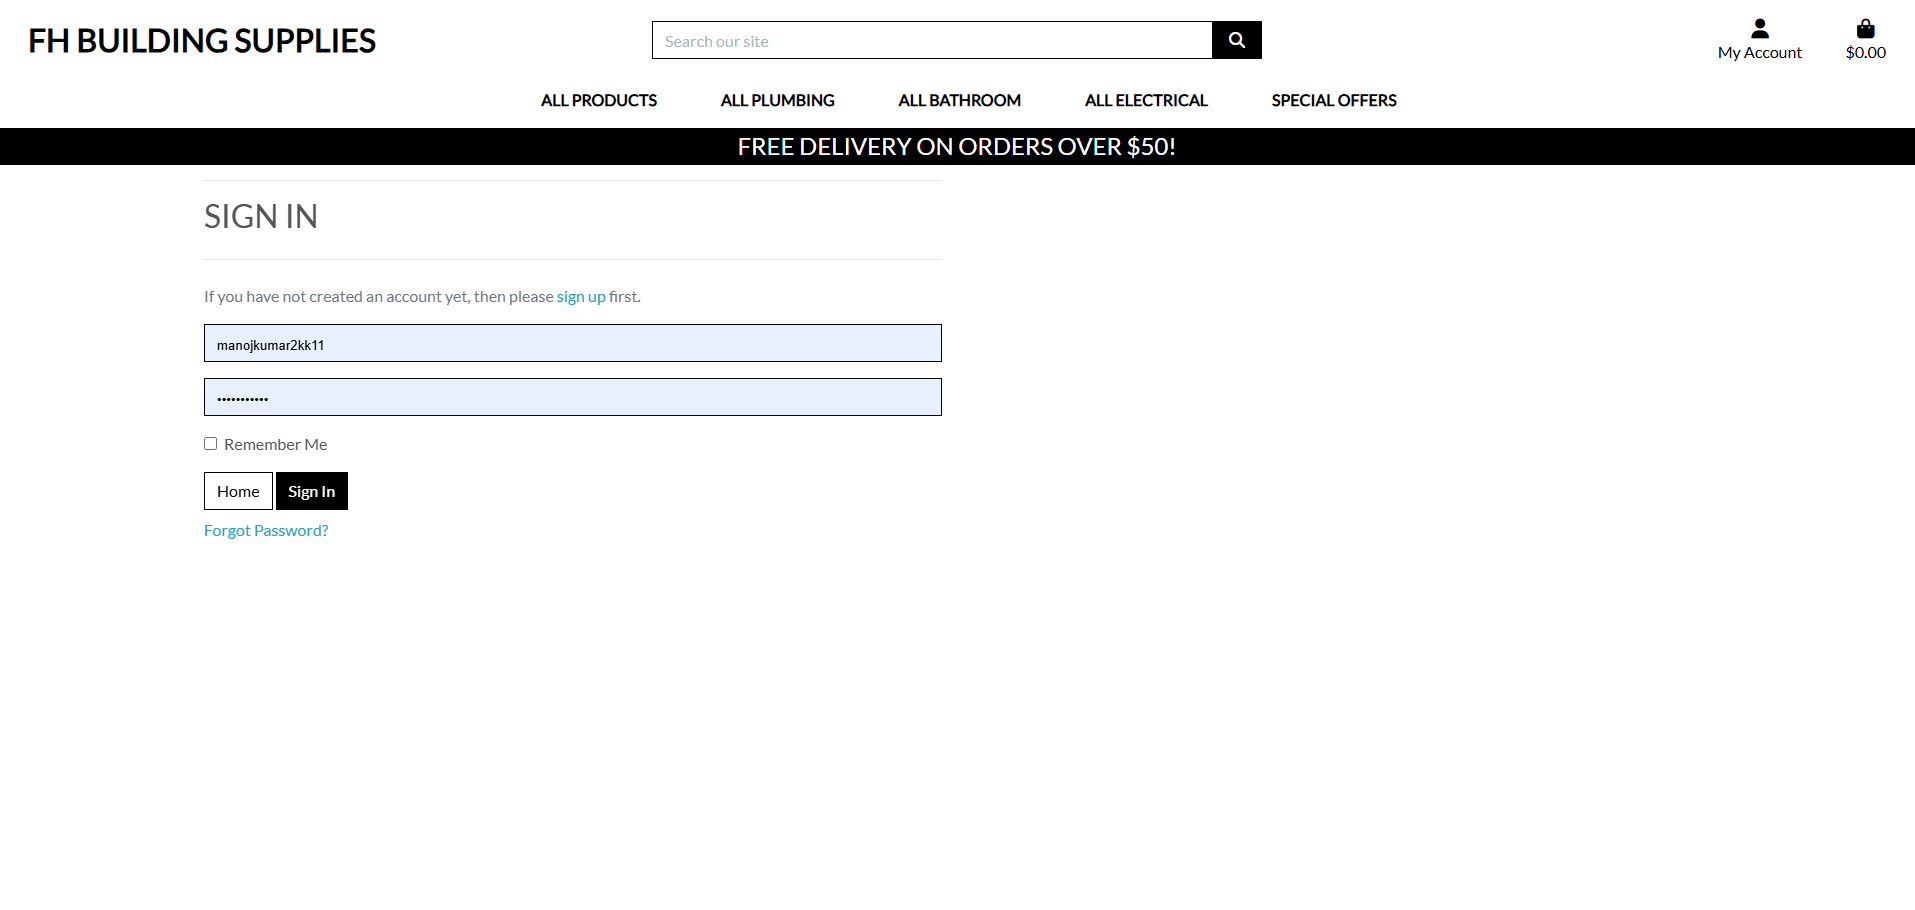 FH BUILDING SUPPLIES
Search our site
My Account
$0.00
ALL PRODUCTS
ALL PLUMBING
ALL BATHROOM
ALL ELECTRICAL
SPECIAL OFFERS
FREE DELIVERY ON ORDERS OVER $50!
SIGN IN
If you have not created an account yet, then please sign up first.
manojkumar2kk11
•••••••••••
Remember Me
Home
Sign In
Forgot Password?